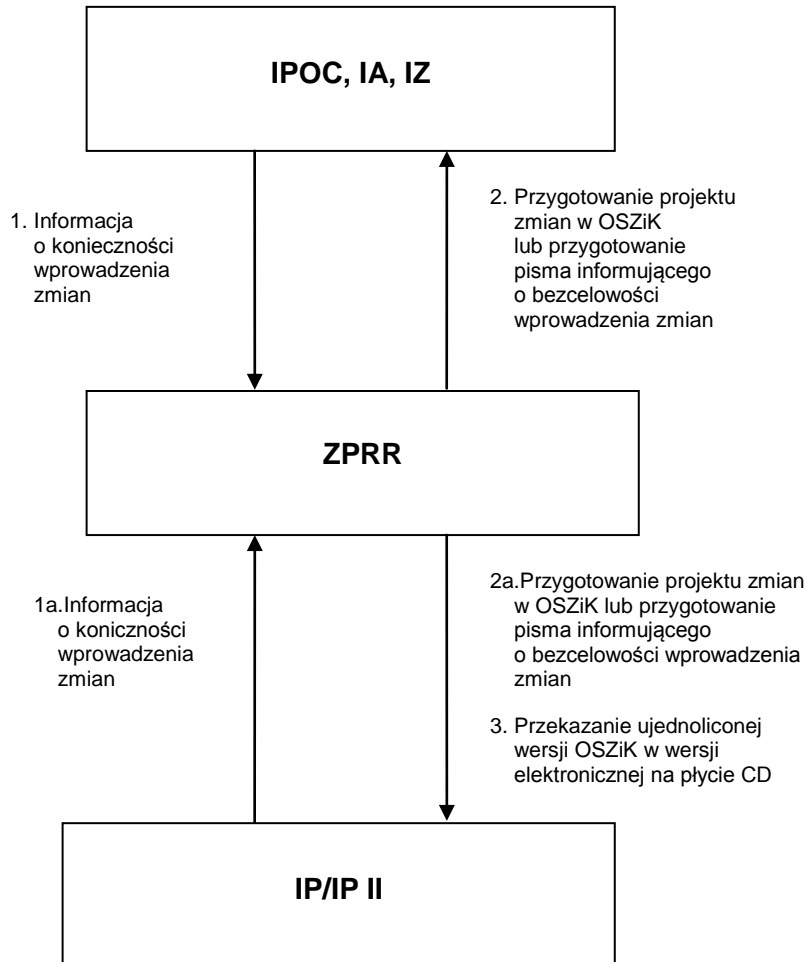 IPOC, IA, IZ
1. Informacja
o konieczności
wprowadzenia
zmian
2. Przygotowanie projektu
zmian w OSZiK
lub przygotowanie
pisma informującego
o bezcelowości
wprowadzenia zmian
ZPRR
1a.Informacja
o koniczności
wprowadzenia
zmian
2a.Przygotowanie projektu zmian
w OSZiK lub przygotowanie
pisma informującego
o bezcelowości wprowadzenia
zmian
3. Przekazanie ujednoliconej
wersji OSZiK w wersji
elektronicznej na płycie CD
IP/IP II